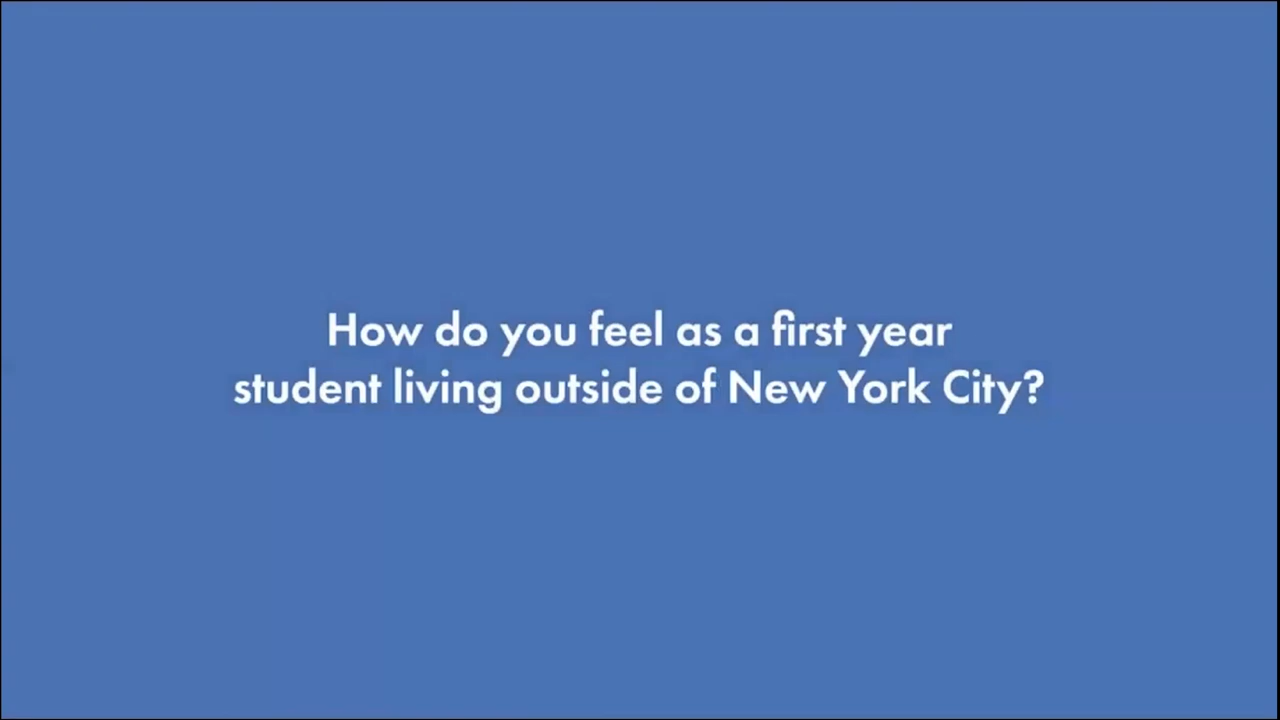 How do you feel as a first year
student living outside of New York City?